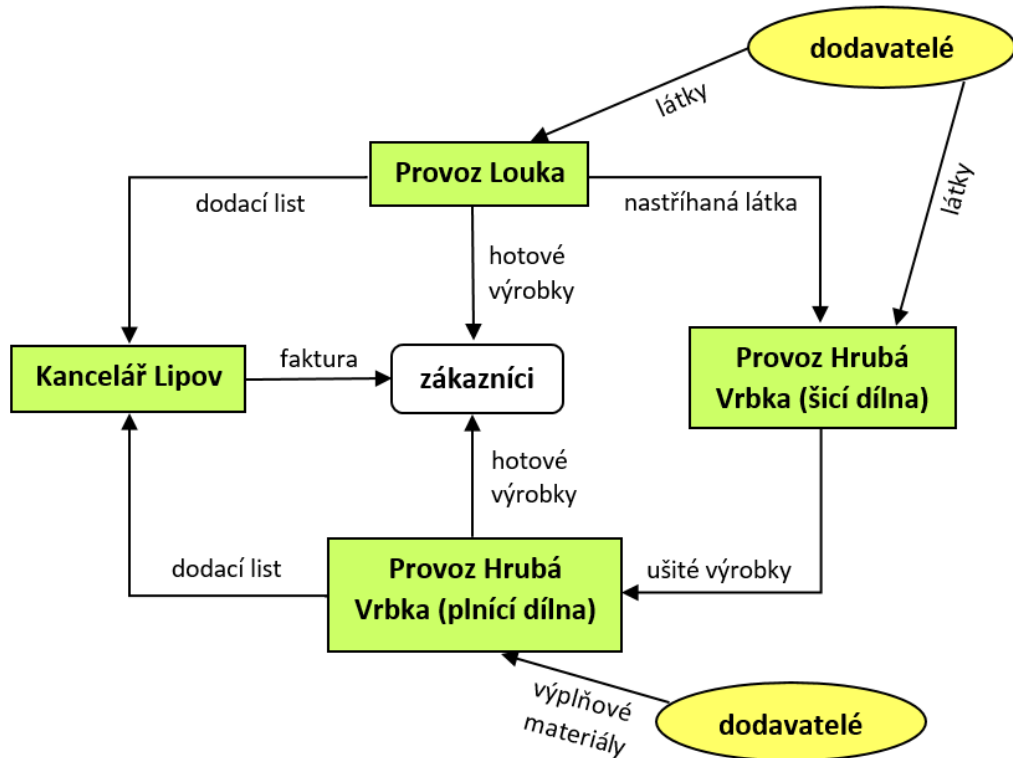 dodavatelé
látky
Provoz Louka
dodací list
nastříhaná látka
látky
hotové
výrobky
Kancelář Lipov
faktura
zákazníci
Provoz Hrubá
Vrbka (šicí dílna)
hotové
výrobky
dodací list
Provoz Hrubá
Vrbka (plnící dílna)
ušité výrobky
výplňové
materiály
dodavatelé